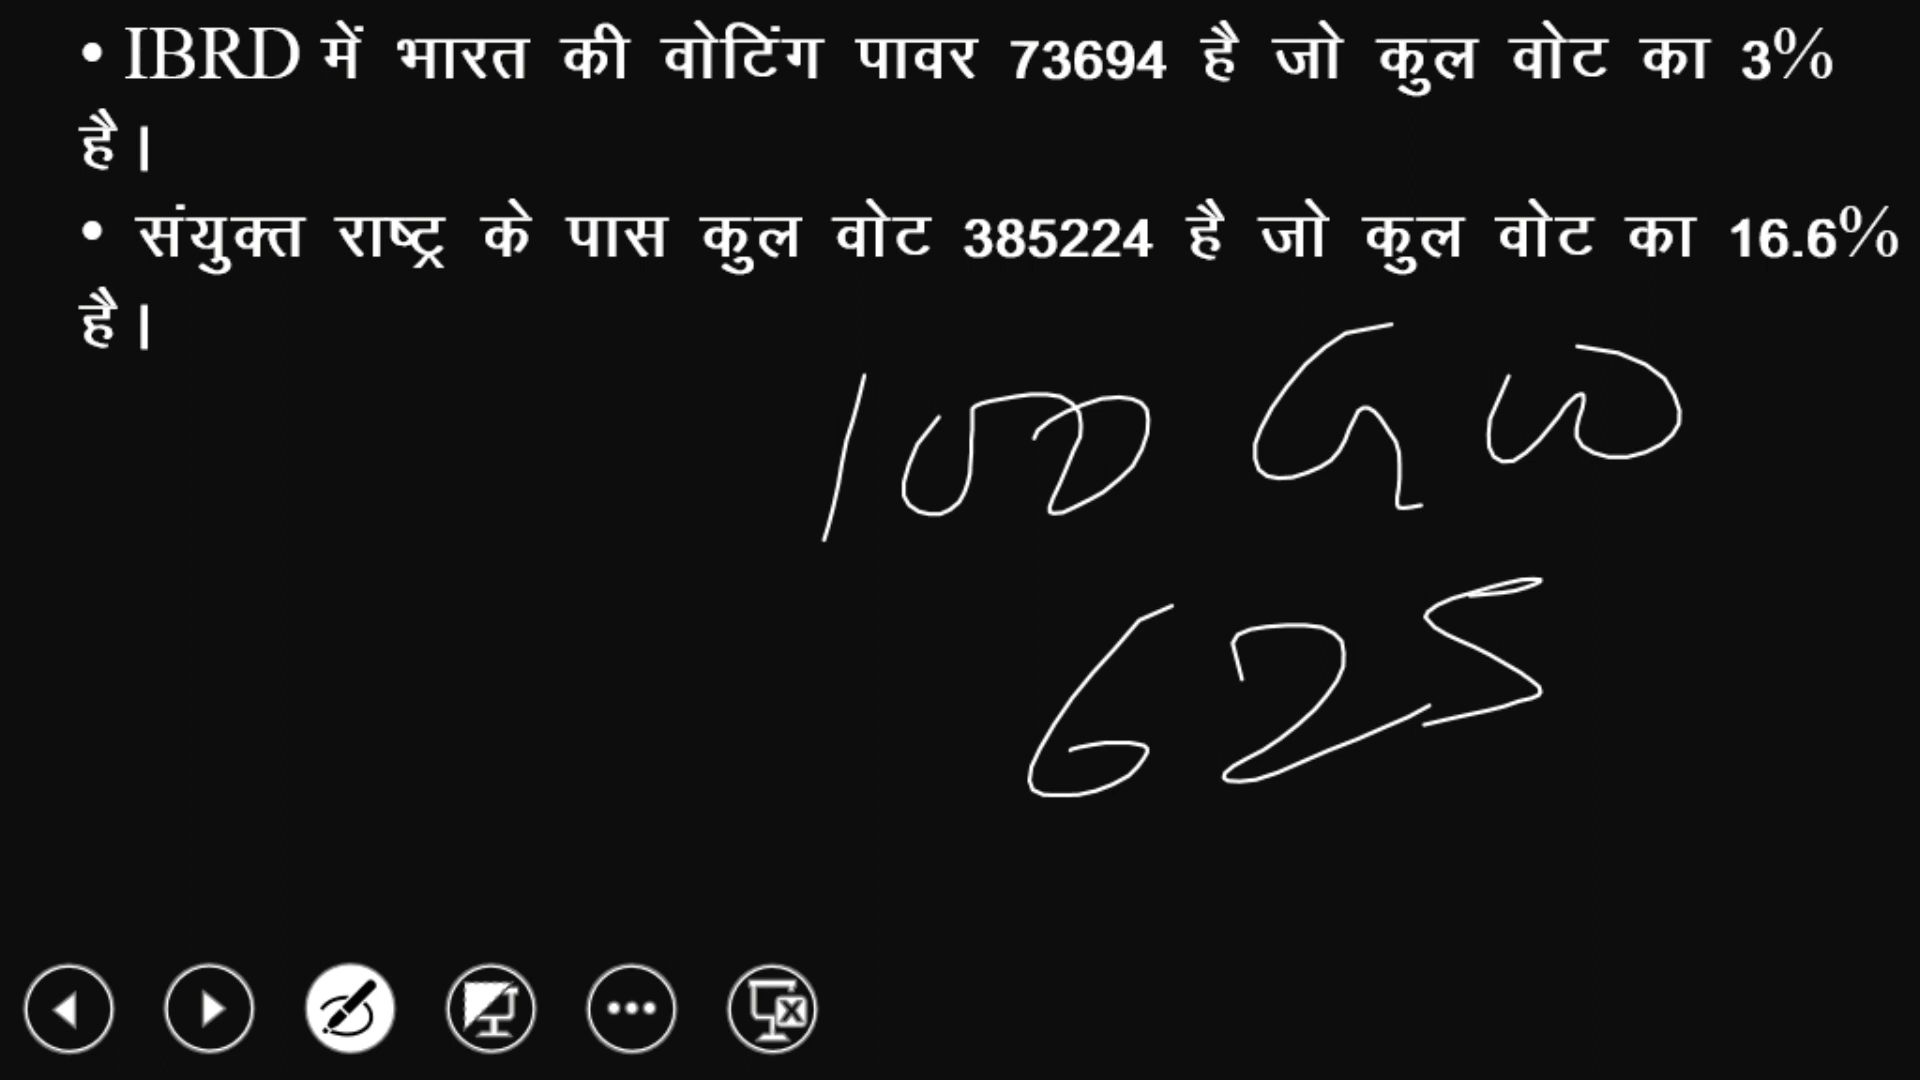 • IBRD में भारत की वोटिंग पावर 73694 है जो कुल वोट का 3%
है।
• संयुक्त राष्ट्र के पास कुल वोट 385224 है जो कुल वोट का 16.6%
है।
100 GW
625